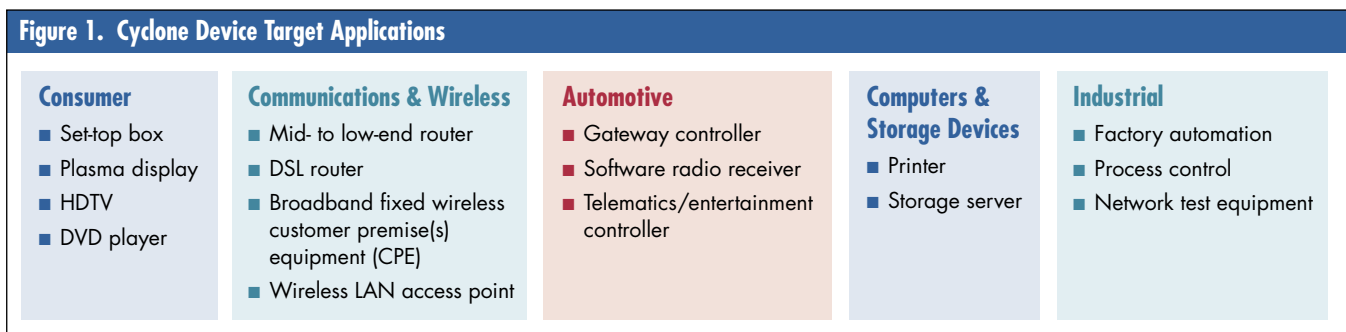 Figure 1. Cyclone Device Target Applications
Consumer
■ Set-top box
■ Plasma display
■ HDTV
■ DVD player
Communications & Wireless
■ Mid- to low-end router
■ DSL router
■ Broadband fixed wireless
customer premise(s)
equipment (CPE)
■ Wireless LAN access point
Automotive
■ Gateway controller
■ Software radio receiver
■ Telematics/entertainment
controller
Computers &
Storage Devices
■ Printer
■ Storage server
Industrial
■ Factory automation
■ Process control
■ Network test equipment